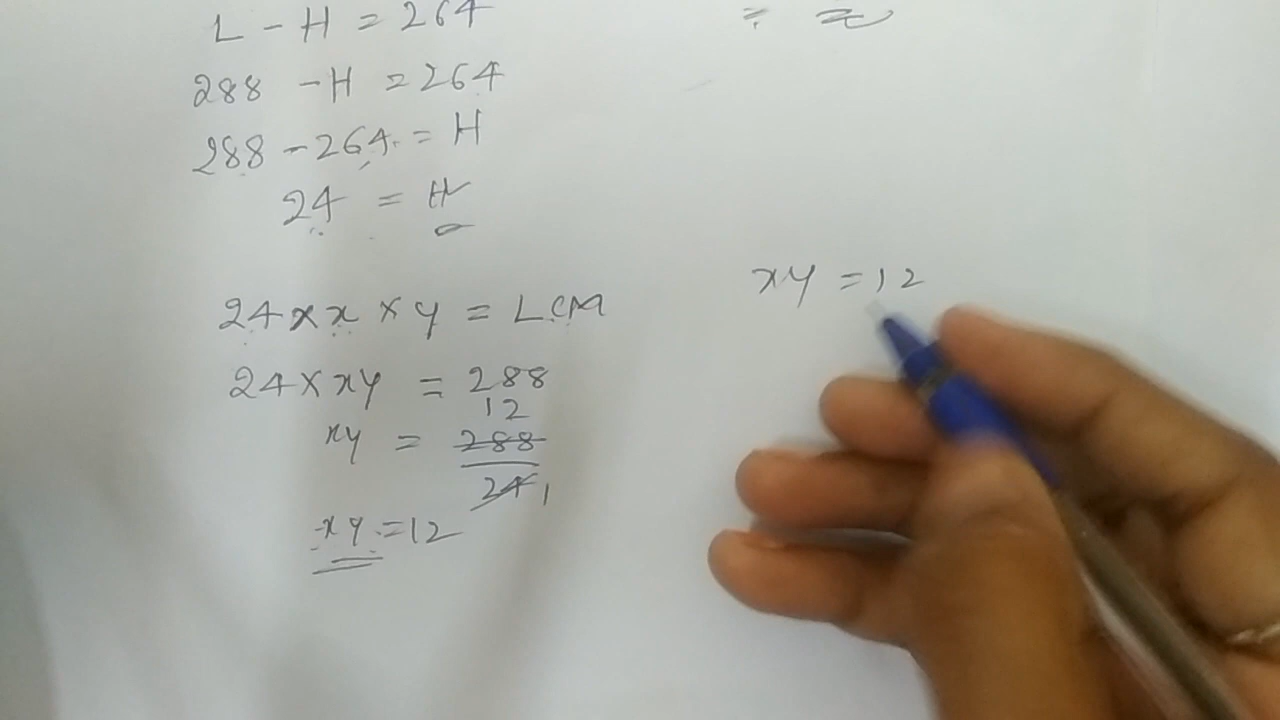 L - H = 264
288 - H = 264
288 - 264 = H
24 = H
24 × x × y = LCM
24 × xy = 288
12
xy = 288
24 1
xy = 12
xy = 12